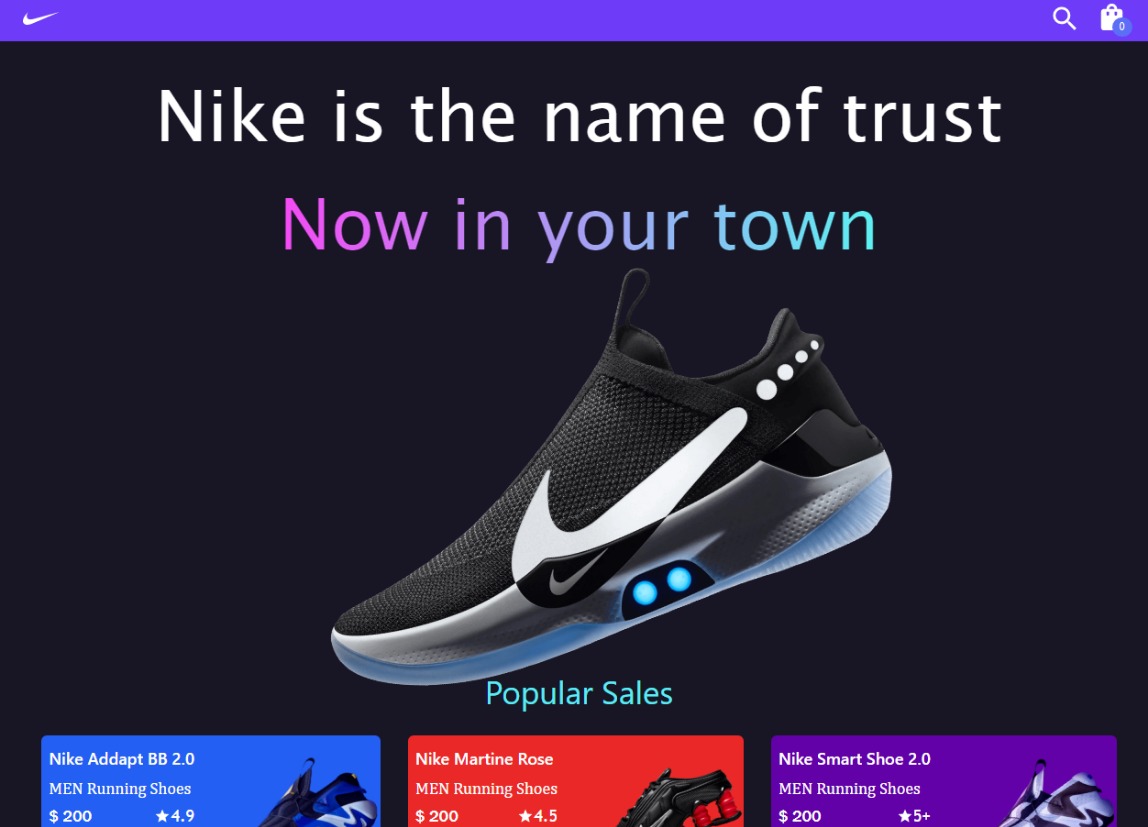 0
Nike is the name of trust
Now in your town
Popular Sales
Nike Addapt BB 2.0
MEN Running Shoes
$ 200 ★4.9
Nike Martine Rose
MEN Running Shoes
$ 200 ★4.5
Nike Smart Shoe 2.0
MEN Running Shoes
$ 200 ★5+